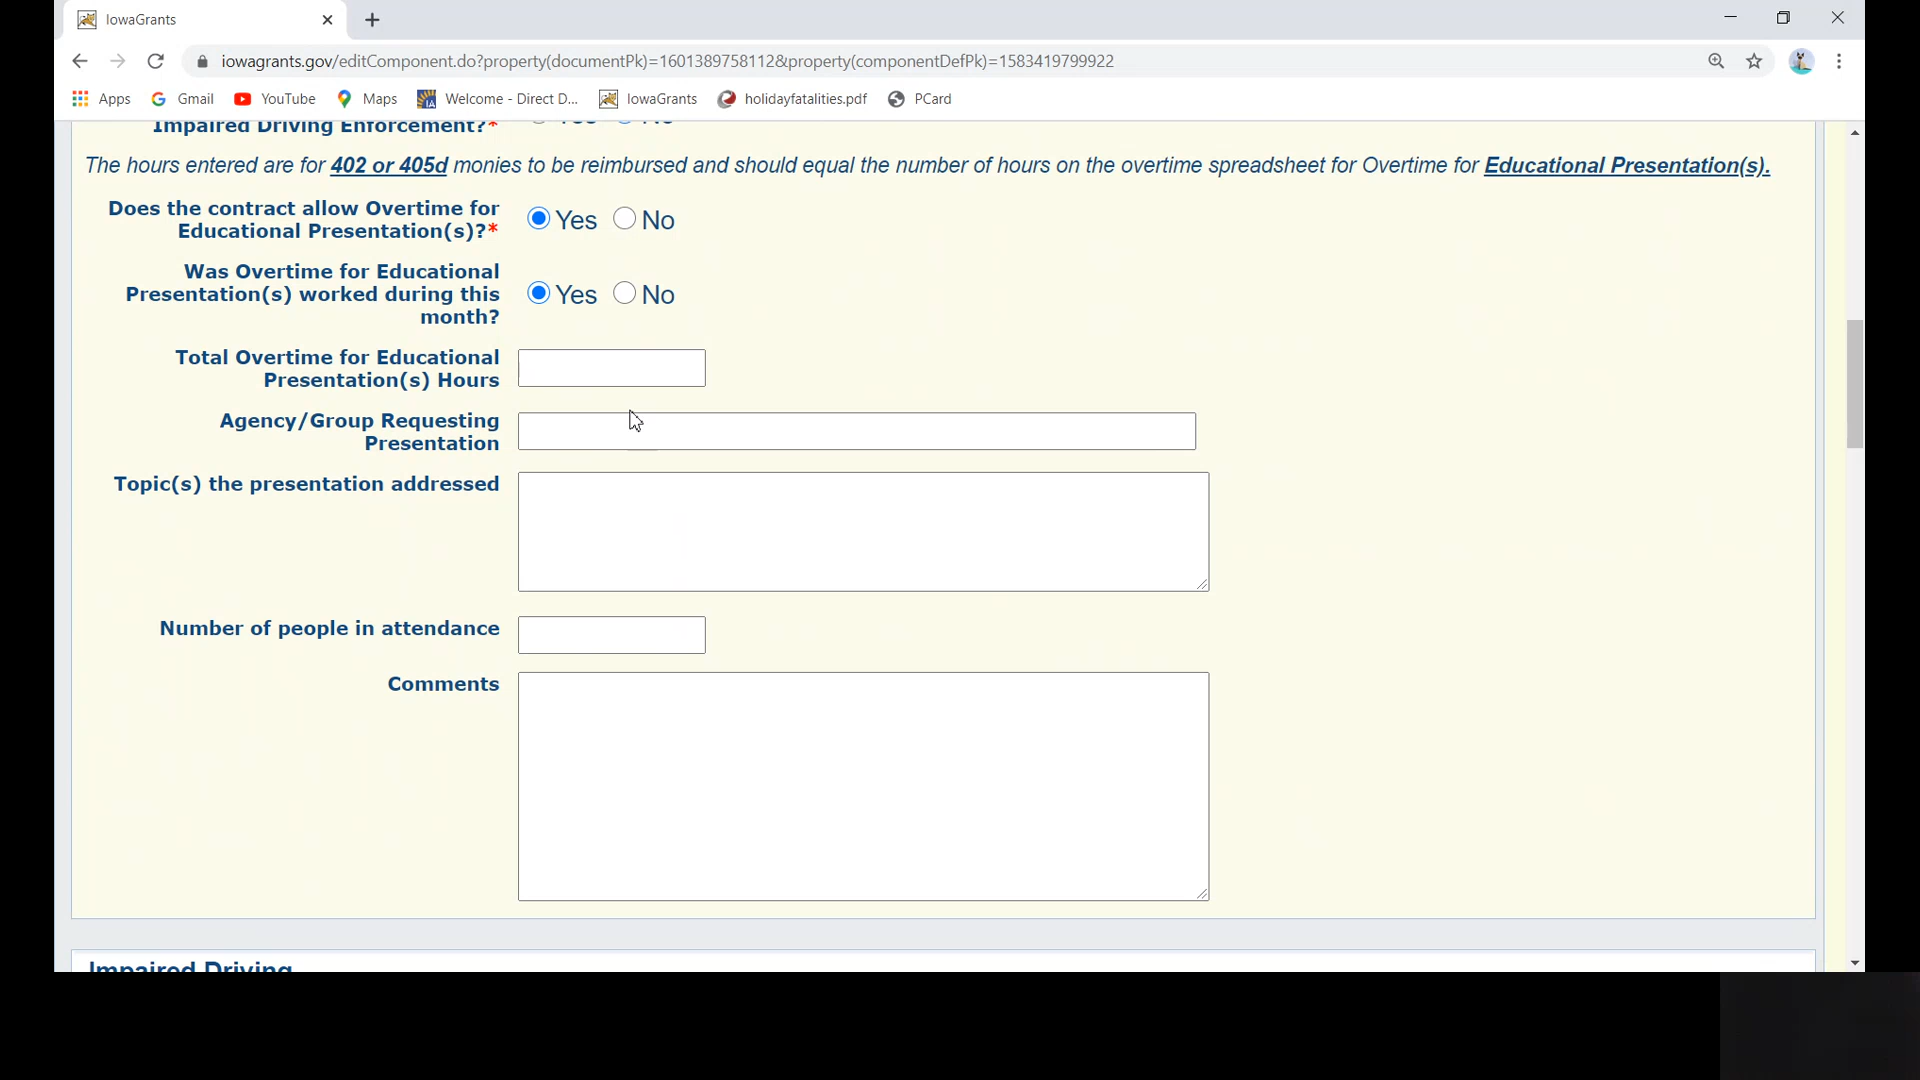 IowaGrants
iowagrants.gov/editComponent.do?property(documentPk)=1601389758112&property(componentDefPk)=1583419799922
Apps Gmail YouTube Maps Welcome - Direct D... IowaGrants holidayfatalities.pdf PCard
Impaired Driving Enforcement?* Yes No
The hours entered are for 402 or 405d monies to be reimbursed and should equal the number of hours on the overtime spreadsheet for Overtime for Educational Presentation(s).
Does the contract allow Overtime for
Educational Presentation(s)?*
Yes No
Was Overtime for Educational
Presentation(s) worked during this
month?
Yes No
Total Overtime for Educational
Presentation(s) Hours
Agency/Group Requesting
Presentation
Topic(s) the presentation addressed
Number of people in attendance
Comments
Impaired Driving